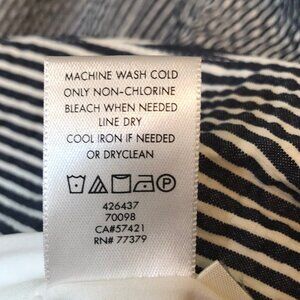 MACHINE WASH COLD
ONLY NON-CHLORINE
BLEACH WHEN NEEDED
LINE DRY
COOL IRON IF NEEDED
OR DRYCLEAN
426437
70098
CA#57421
RN# 77379